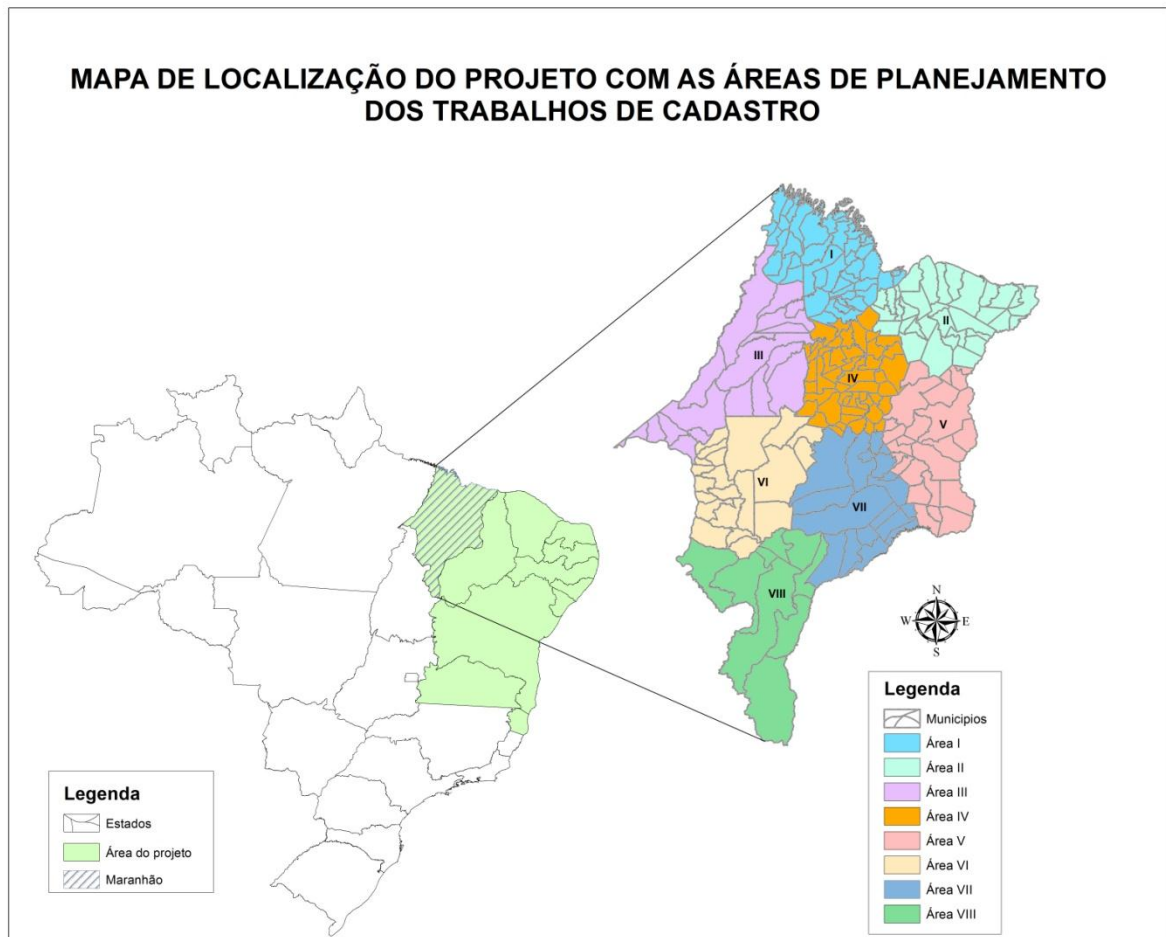 MAPA DE LOCALIZAÇÃO DO PROJETO COM AS ÁREAS DE PLANEJAMENTO
DOS TRABALHOS DE CADASTRO
I
II
III
IV
V
VI
VII
VIII
N
W E
S
Legenda
Estados
Área do projeto
Maranhão
Legenda
Municipios
Área I
Área II
Área III
Área IV
Área V
Área VI
Área VII
Área VIII